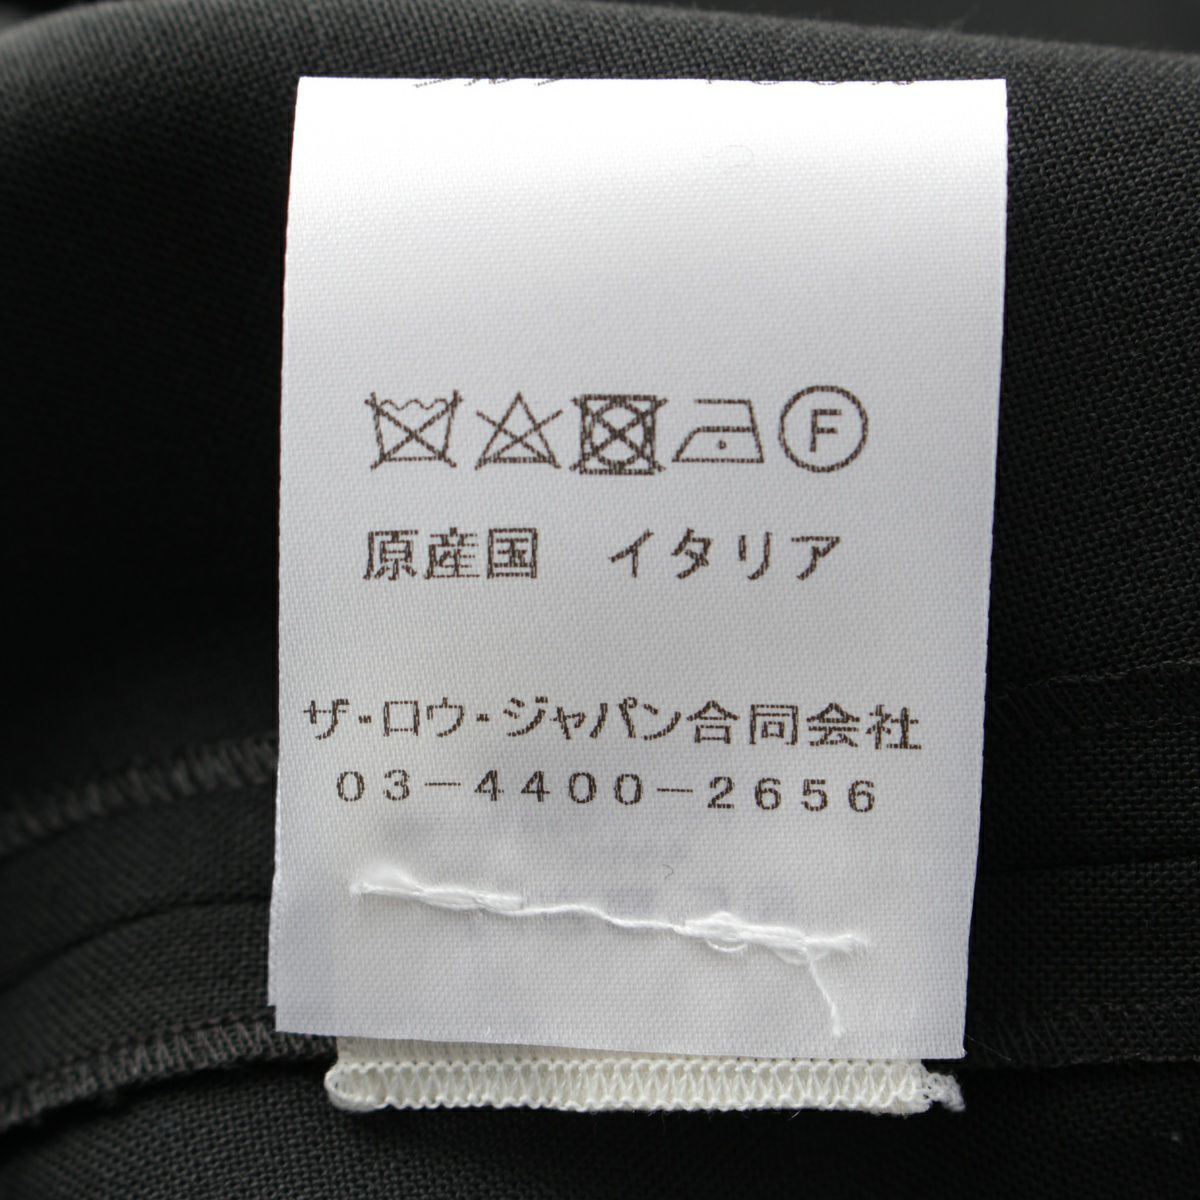 F
原産国　イタリア
ザ・ロウ・ジャパン合同会社
03-4400-2656